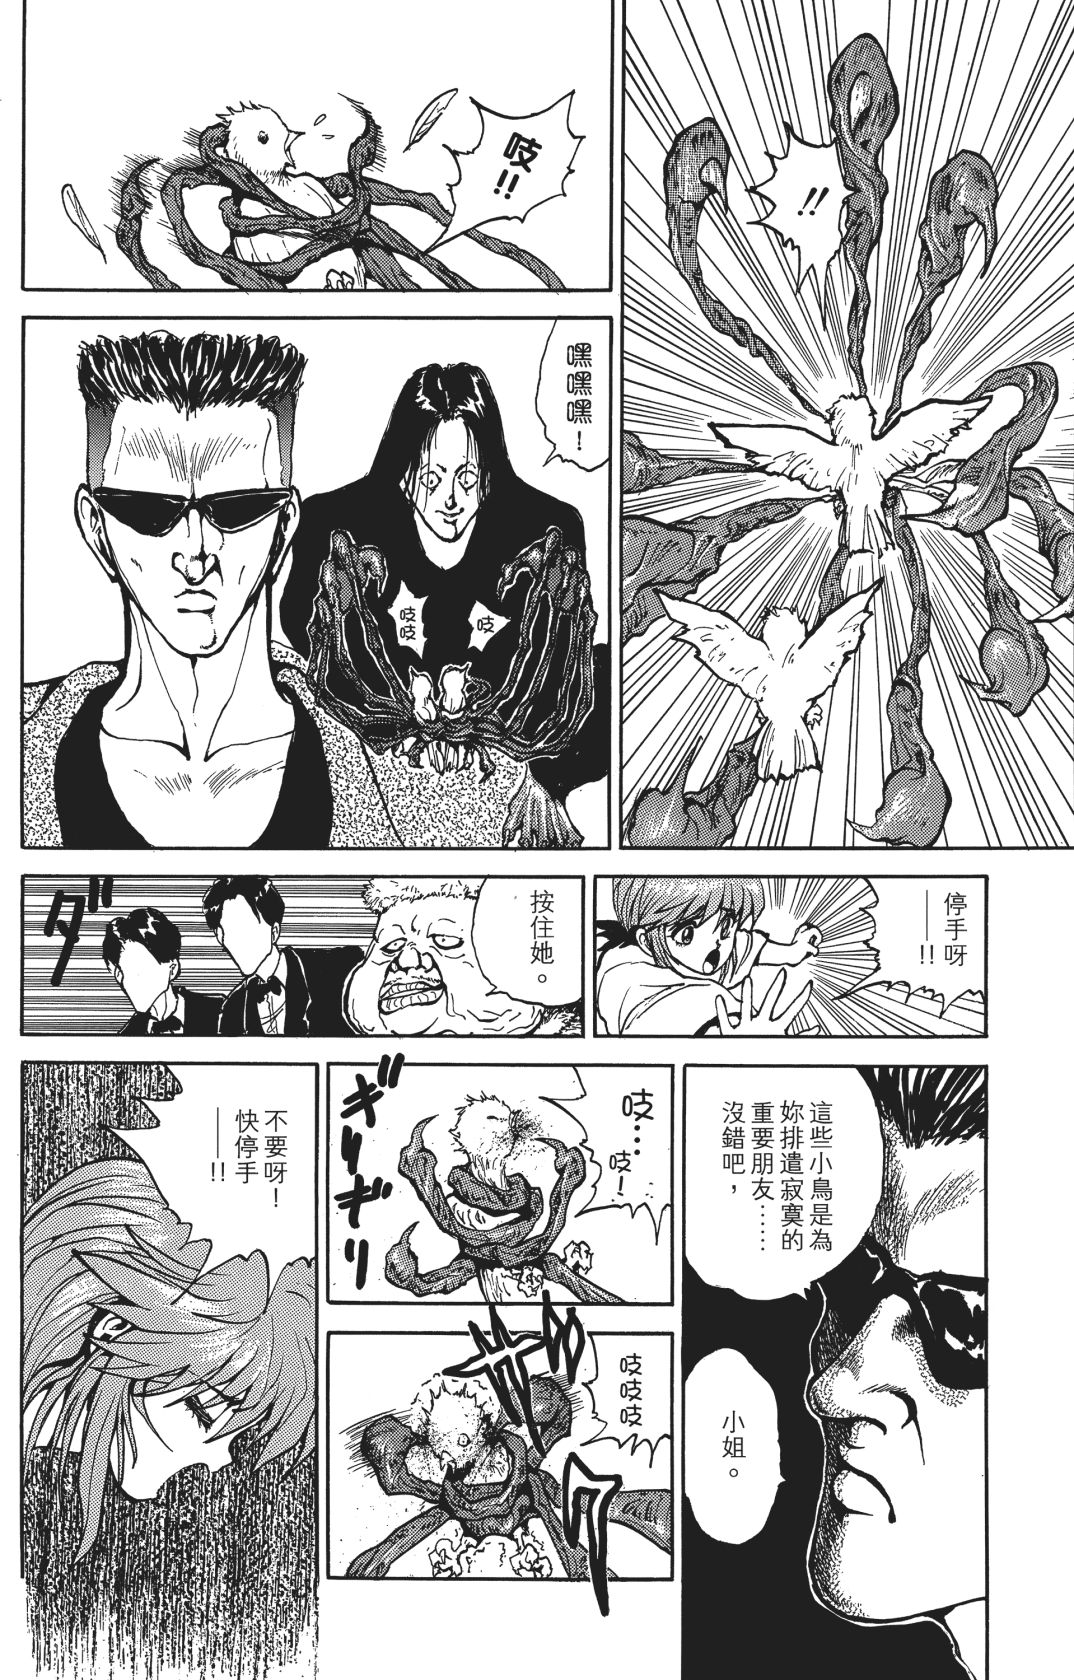 !!
吱!!
嘿嘿嘿!
吱
吱吱
停手呀
──!!
按住她。
ダッ
這些小鳥是為
妳排遣寂寞的
重要朋友……
沒錯吧，
小姐。
吱…
吱!
ギギリ
吱吱吱
不要呀!
快停手
──!!